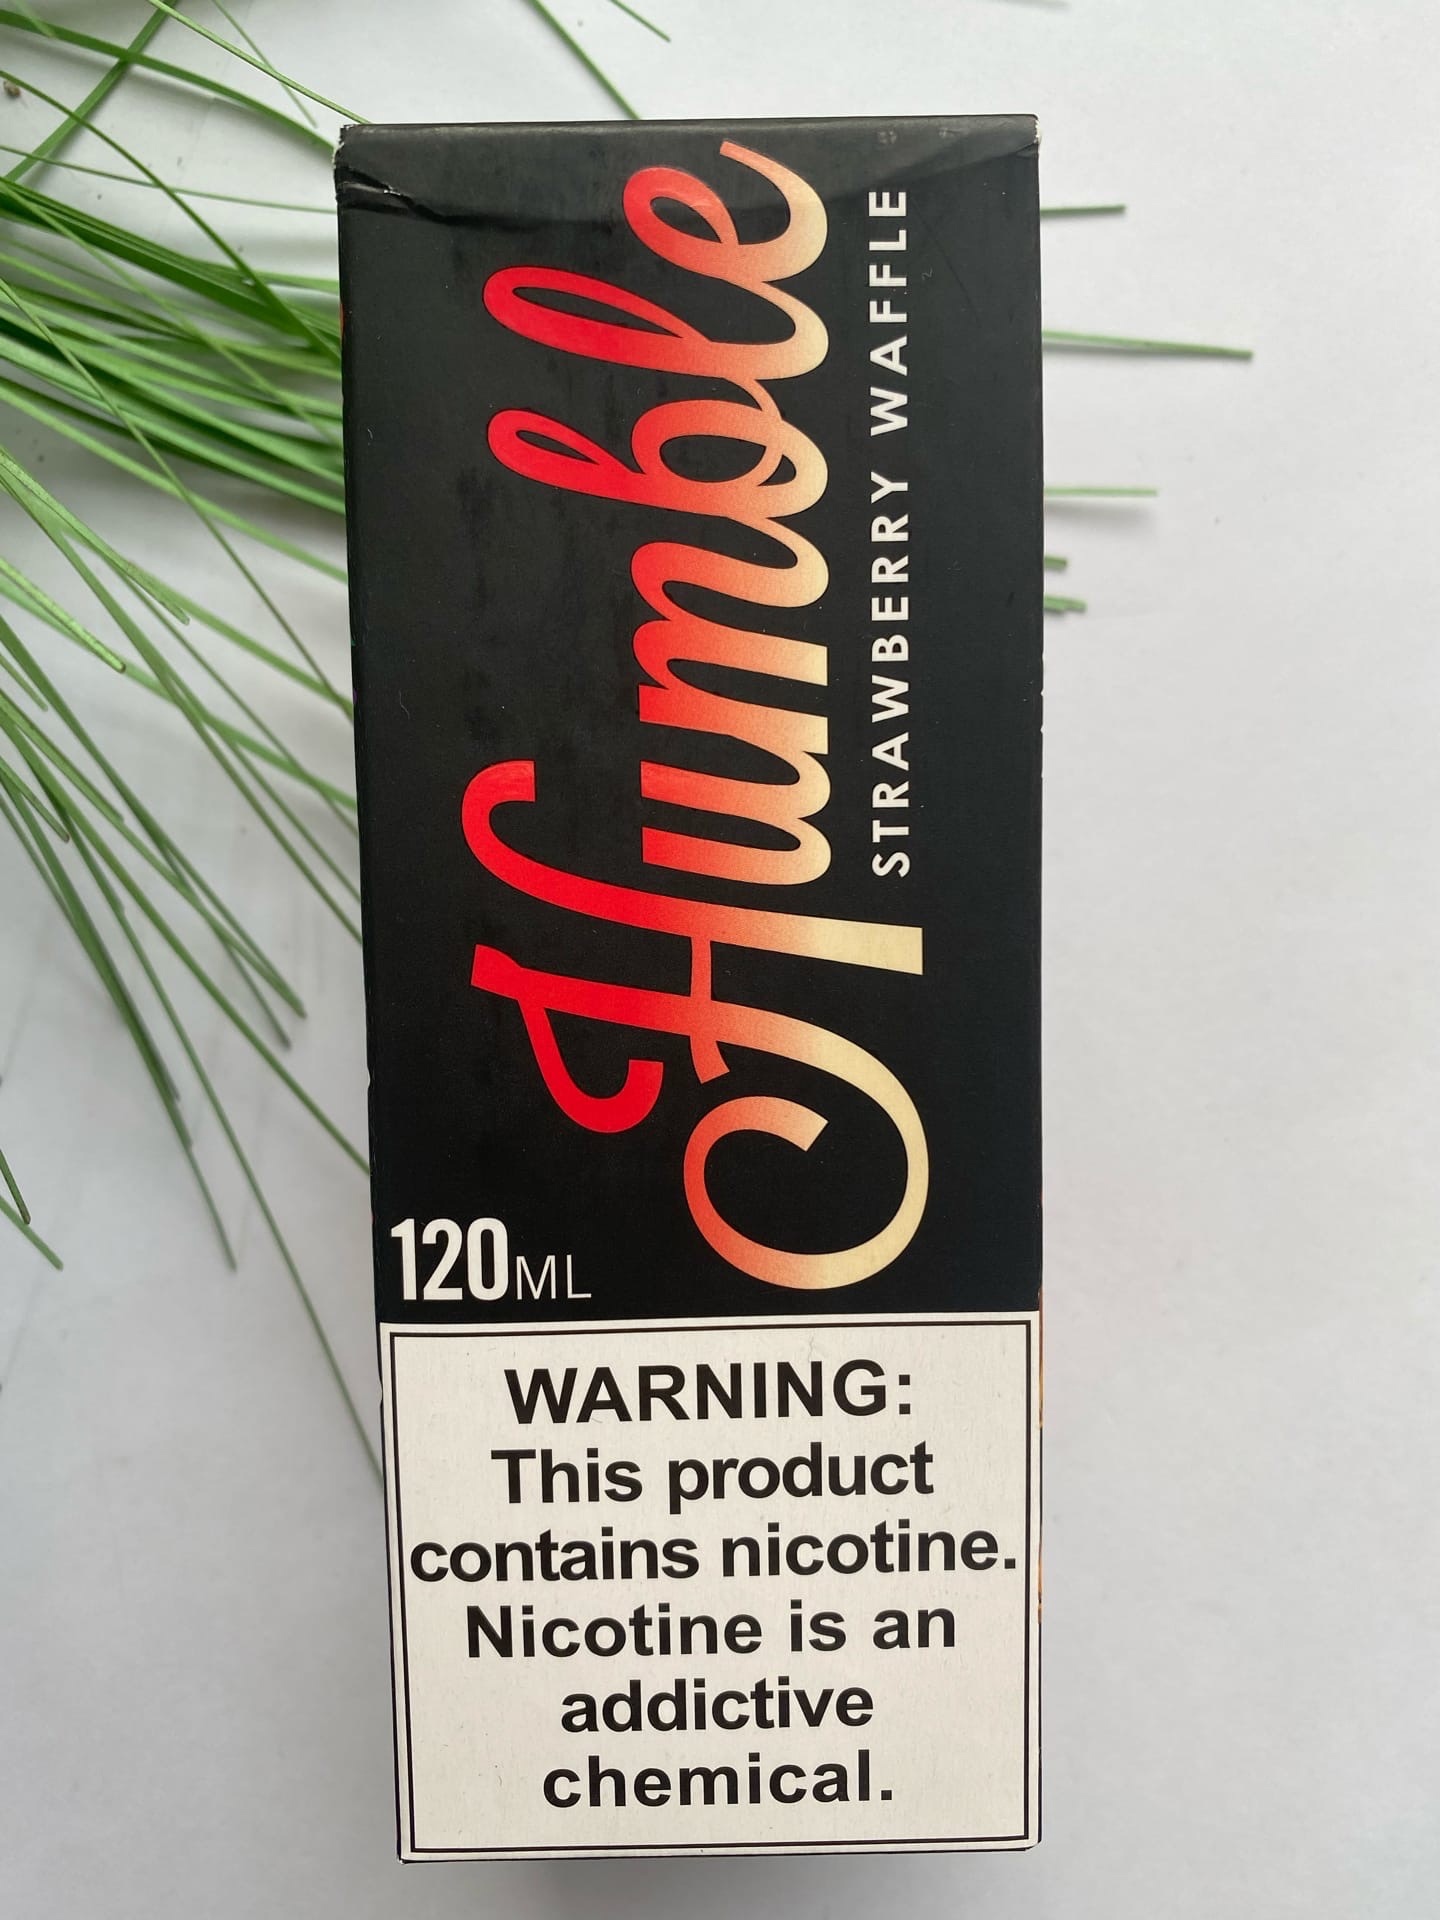 Humble
STRAWBERRY WAFFLE
120ML
WARNING:
This product
contains nicotine.
Nicotine is an
addictive
chemical.